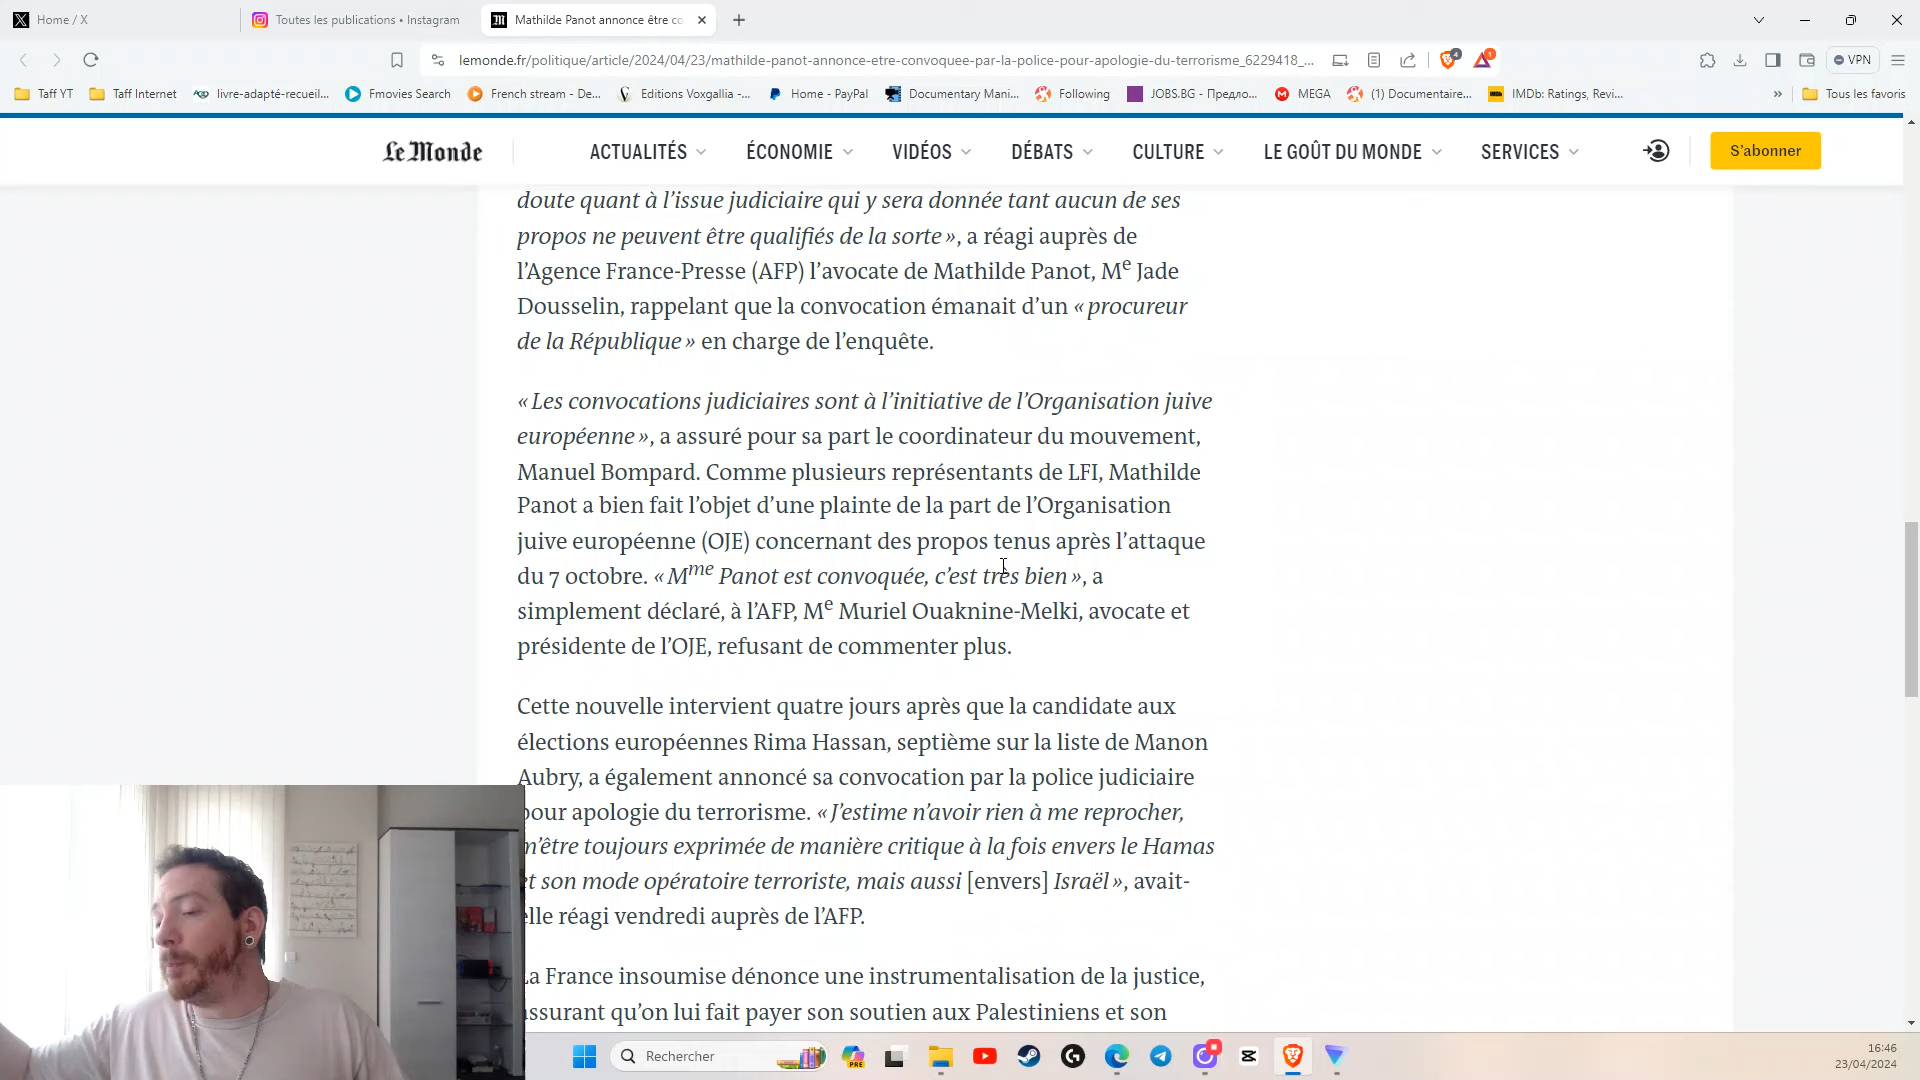 Home / X
Toutes les publications • Instagram
Mathilde Panot annonce être co
lemonde.fr/politique/article/2024/04/23/mathilde-panot-annonce-etre-convoquee-par-la-police-pour-apologie-du-terrorisme_6229418_...
4
1
VPN
Taff YT
Taff Internet
livre-adapté-recueil...
Fmovies Search
French stream - De...
Editions Voxgallia –...
Home - PayPal
Documentary Mani...
Following
JOBS.BG - Предло...
MEGA
(1) Documentaire...
IMDb: Ratings, Revi...
»
Tous les favoris
Le Monde
ACTUALITÉS
ÉCONOMIE
VIDÉOS
DÉBATS
CULTURE
LE GOÛT DU MONDE
SERVICES
S'abonner
doute quant à l'issue judiciaire qui y sera donnée tant aucun de ses
propos ne peuvent être qualifiés de la sorte », a réagi auprès de
l'Agence France-Presse (AFP) l'avocate de Mathilde Panot, Me Jade
Dousselin, rappelant que la convocation émanait d'un « procureur
de la République » en charge de l'enquête.
« Les convocations judiciaires sont à l'initiative de l'Organisation juive
européenne », a assuré pour sa part le coordinateur du mouvement,
Manuel Bompard. Comme plusieurs représentants de LFI, Mathilde
Panot a bien fait l'objet d'une plainte de la part de l'Organisation
juive européenne (OJE) concernant des propos tenus après l'attaque
du 7 octobre. « Mme Panot est convoquée, c'est très bien », a
simplement déclaré, à l'AFP, Me Muriel Ouaknine-Melki, avocate et
présidente de l'OJE, refusant de commenter plus.
Cette nouvelle intervient quatre jours après que la candidate aux
élections européennes Rima Hassan, septième sur la liste de Manon
Aubry, a également annoncé sa convocation par la police judiciaire
pour apologie du terrorisme. « J'estime n'avoir rien à me reprocher,
m'être toujours exprimée de manière critique à la fois envers le Hamas
et son mode opératoire terroriste, mais aussi [envers] Israël », avait-
elle réagi vendredi auprès de l'AFP.
La France insoumise dénonce une instrumentalisation de la justice,
assurant qu'on lui fait payer son soutien aux Palestiniens et son
Rechercher
PRE
16:46
23/04/2024